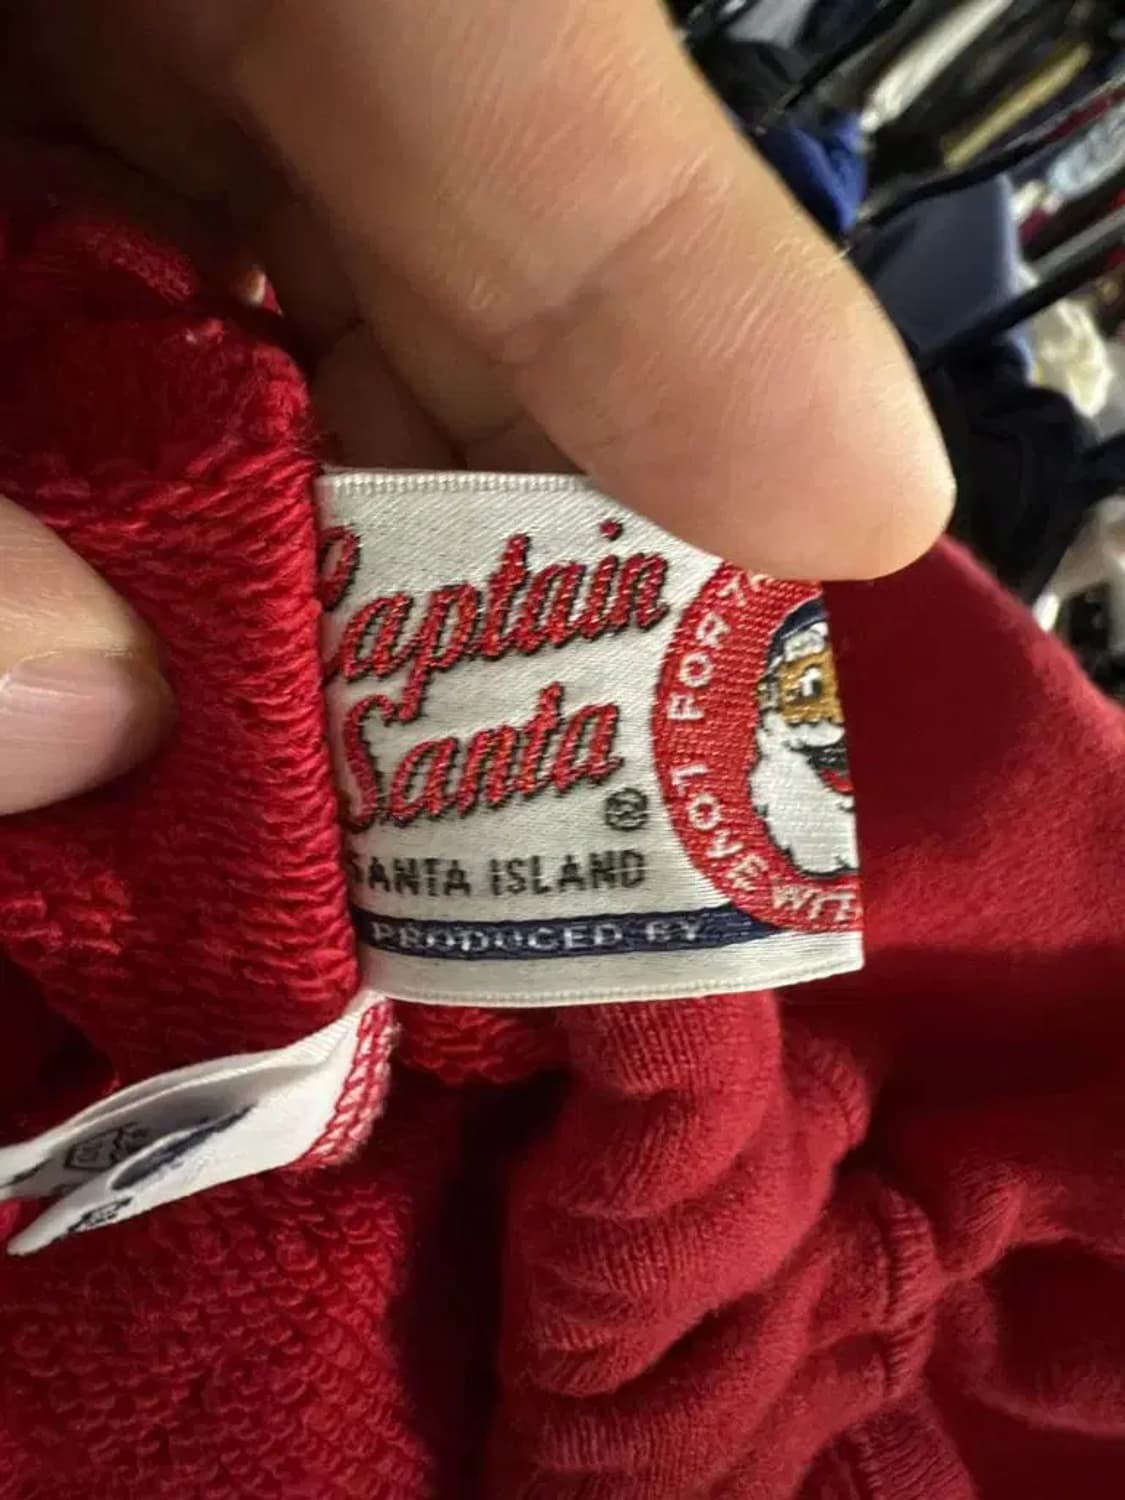 Captain
Santa
®
SANTA ISLAND
PRODUCED BY
LOVE FOR
WIT